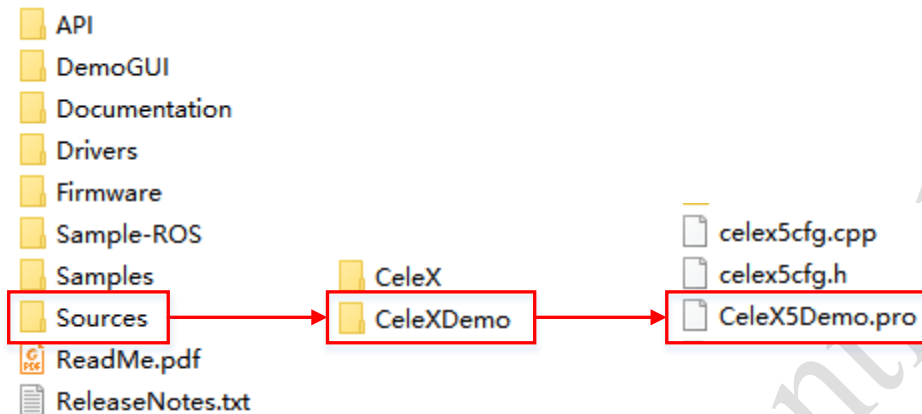 API
DemoGUI
Documentation
Drivers
Firmware
Sample-ROS
Samples
Sources
ReadMe.pdf
ReleaseNotes.txt
CeleX
CeleXDemo
celex5cfg.cpp
celex5cfg.h
CeleX5Demo.pro